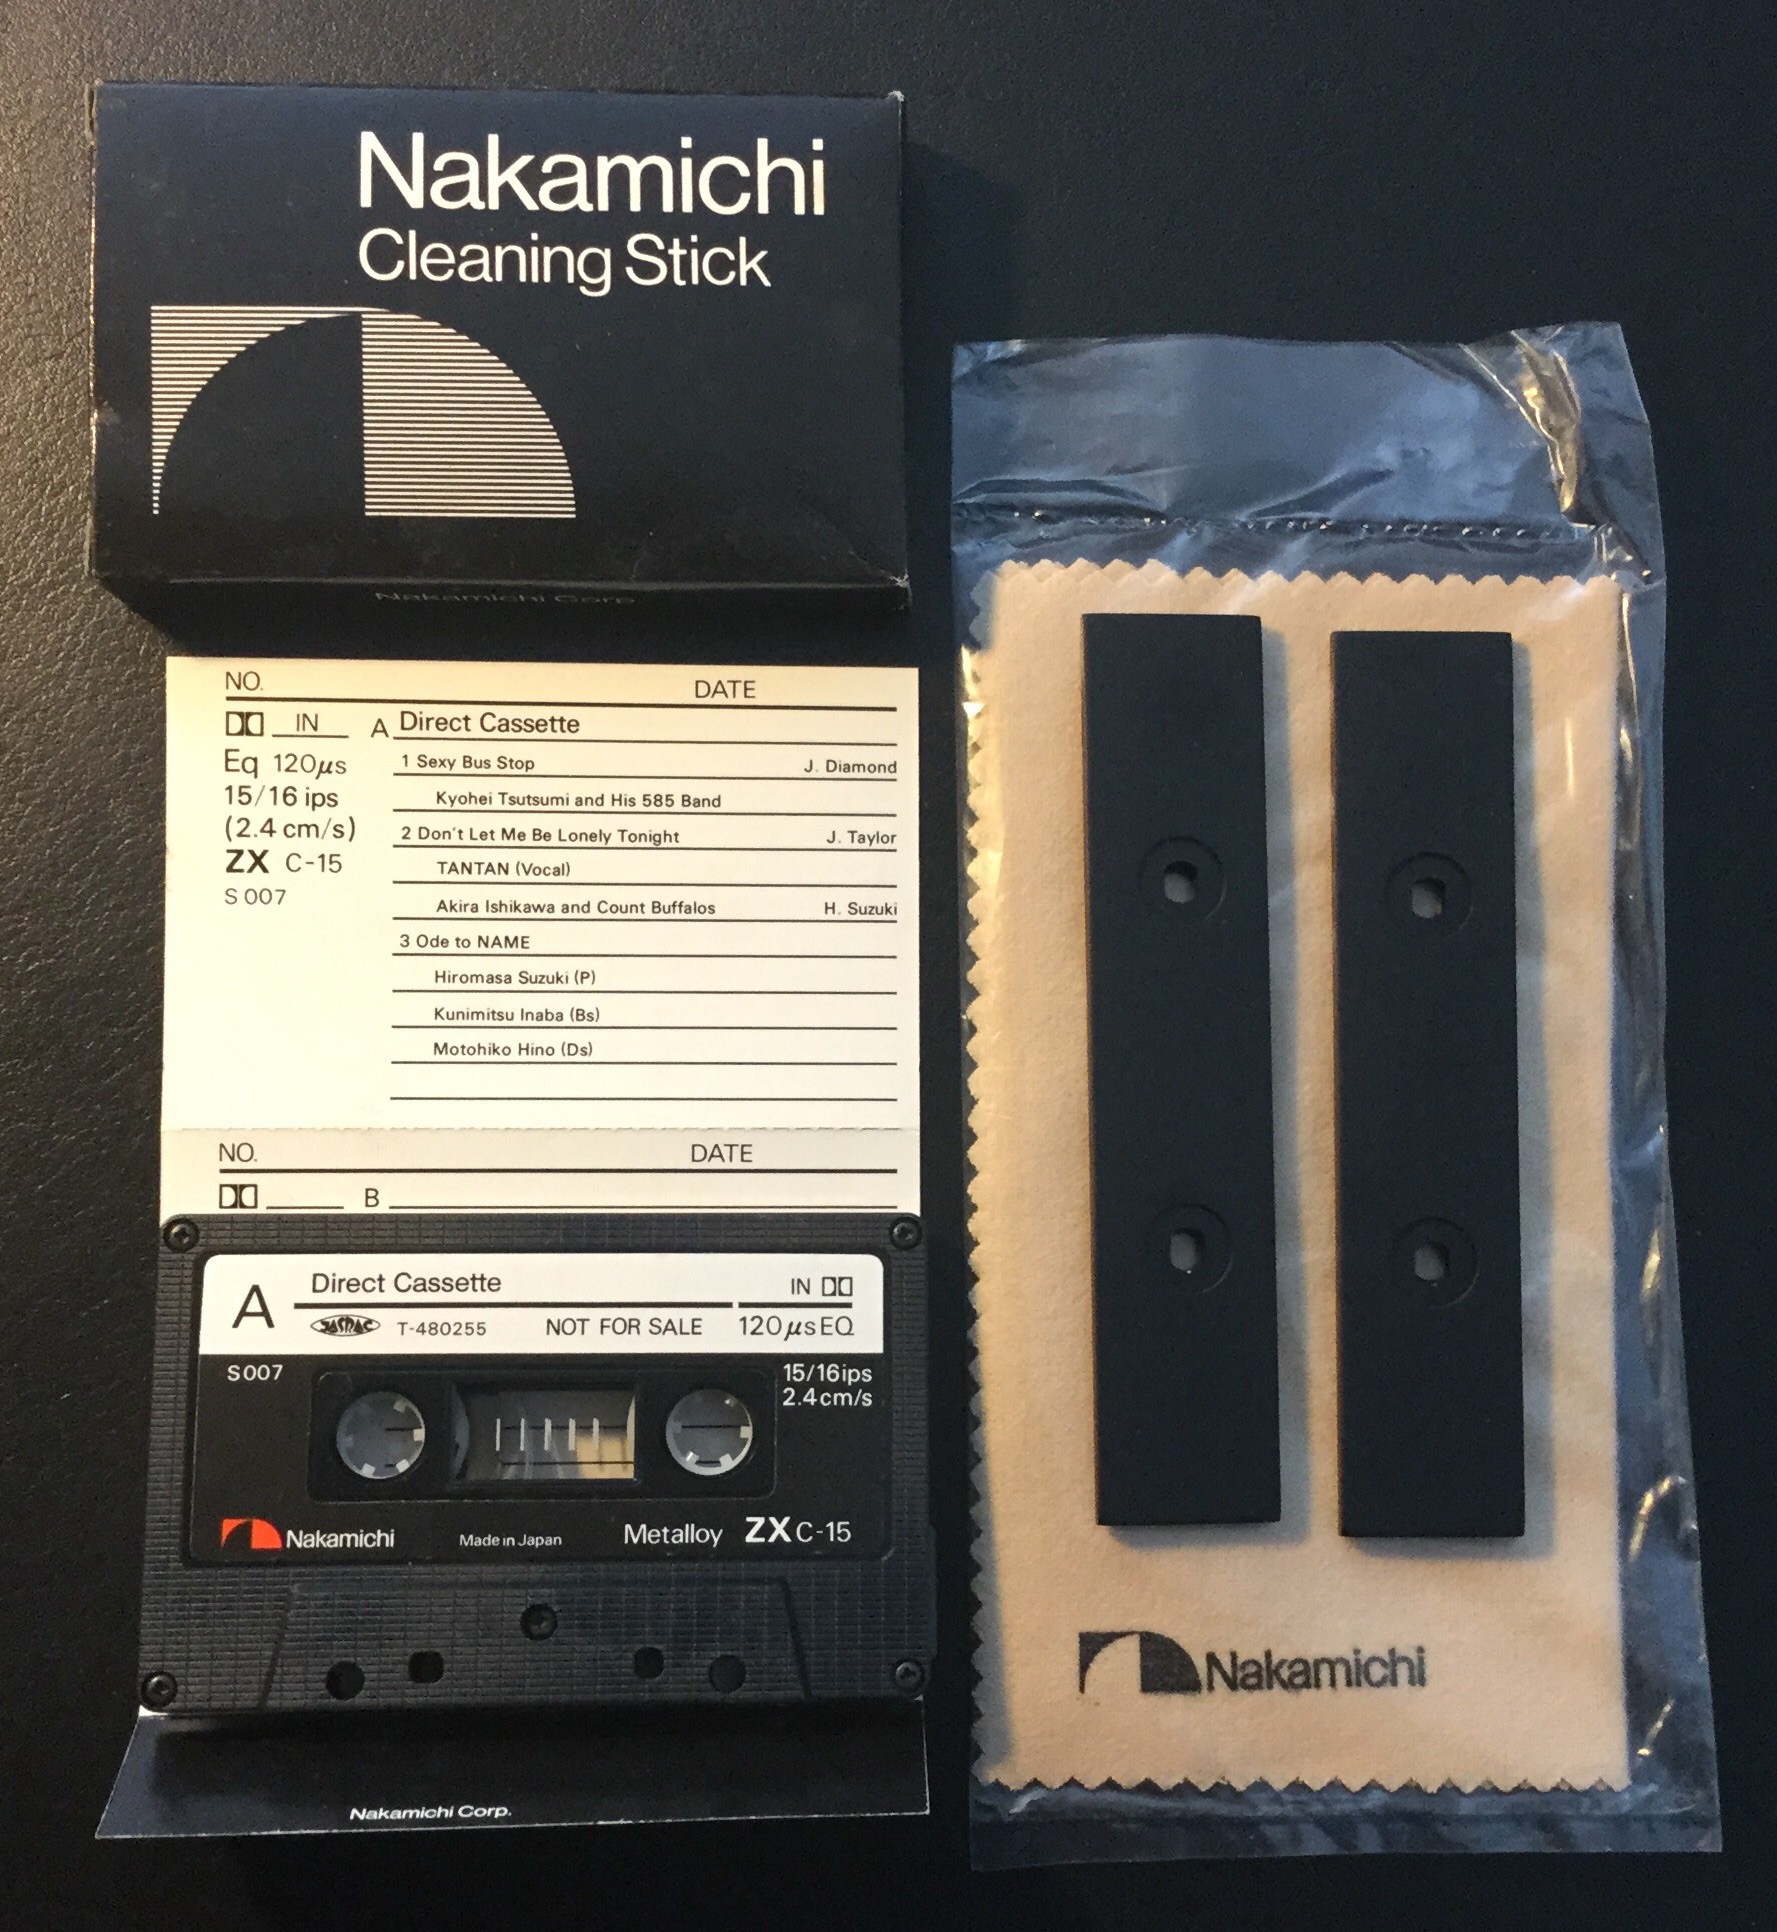 Nakamichi
Cleaning Stick
Nakamichi Corp
NO. DATE
IN A Direct Cassette
Eq 120µs
15/16 ips
(2.4 cm/s)
ZX C-15
S 007
1 Sexy Bus Stop J. Diamond
Kyohei Tsutsumi and His 585 Band
2 Don't Let Me Be Lonely Tonight J. Taylor
TANTAN (Vocal)
Akira Ishikawa and Count Buffalos H. Suzuki
3 Ode to NAME
Hiromasa Suzuki (P)
Kunimitsu Inaba (Bs)
Motohiko Hino (Ds)
NO. DATE
B
A Direct Cassette IN
JASRAC T-480255 NOT FOR SALE 120µsEQ
S 007 15/16ips
2.4cm/s
Nakamichi Made in Japan Metalloy ZX C-15
Nakamichi Corp.
Nakamichi